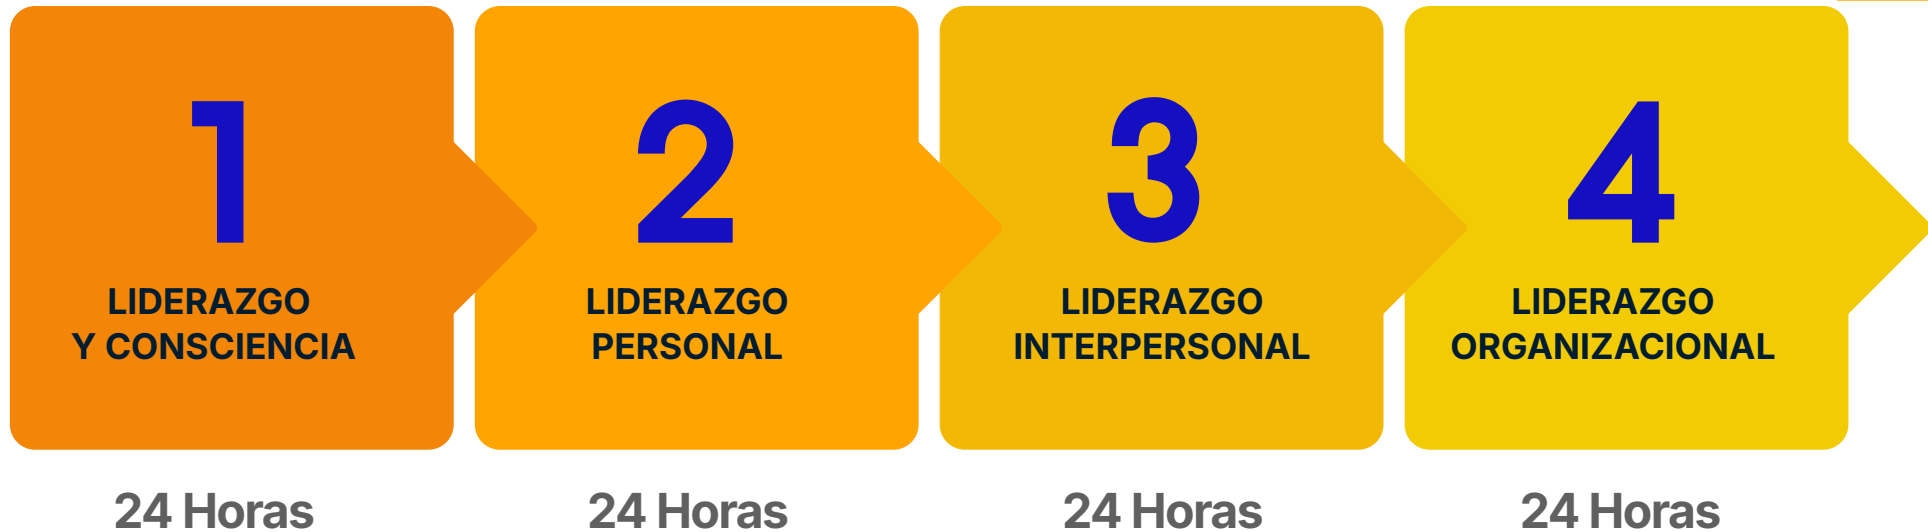 1
LIDERAZGO
Y CONSCIENCIA
24 Horas
2
LIDERAZGO
PERSONAL
24 Horas
3
LIDERAZGO
INTERPERSONAL
24 Horas
4
LIDERAZGO
ORGANIZACIONAL
24 Horas